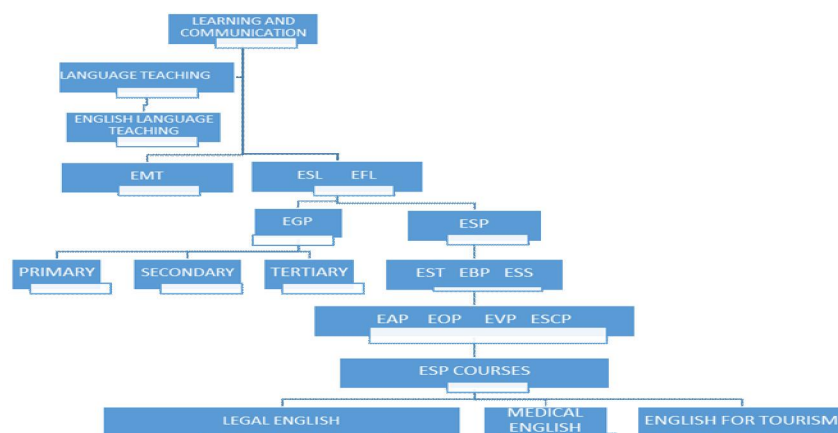 LEARNING AND
COMMUNICATION
LANGUAGE TEACHING
ENGLISH LANGUAGE
TEACHING
EMT
ESL EFL
EGP
ESP
PRIMARY
SECONDARY
TERTIARY
EST EBP ESS
EAP EOP EVP ESCP
ESP COURSES
LEGAL ENGLISH
MEDICAL
ENGLISH
ENGLISH FOR TOURISM